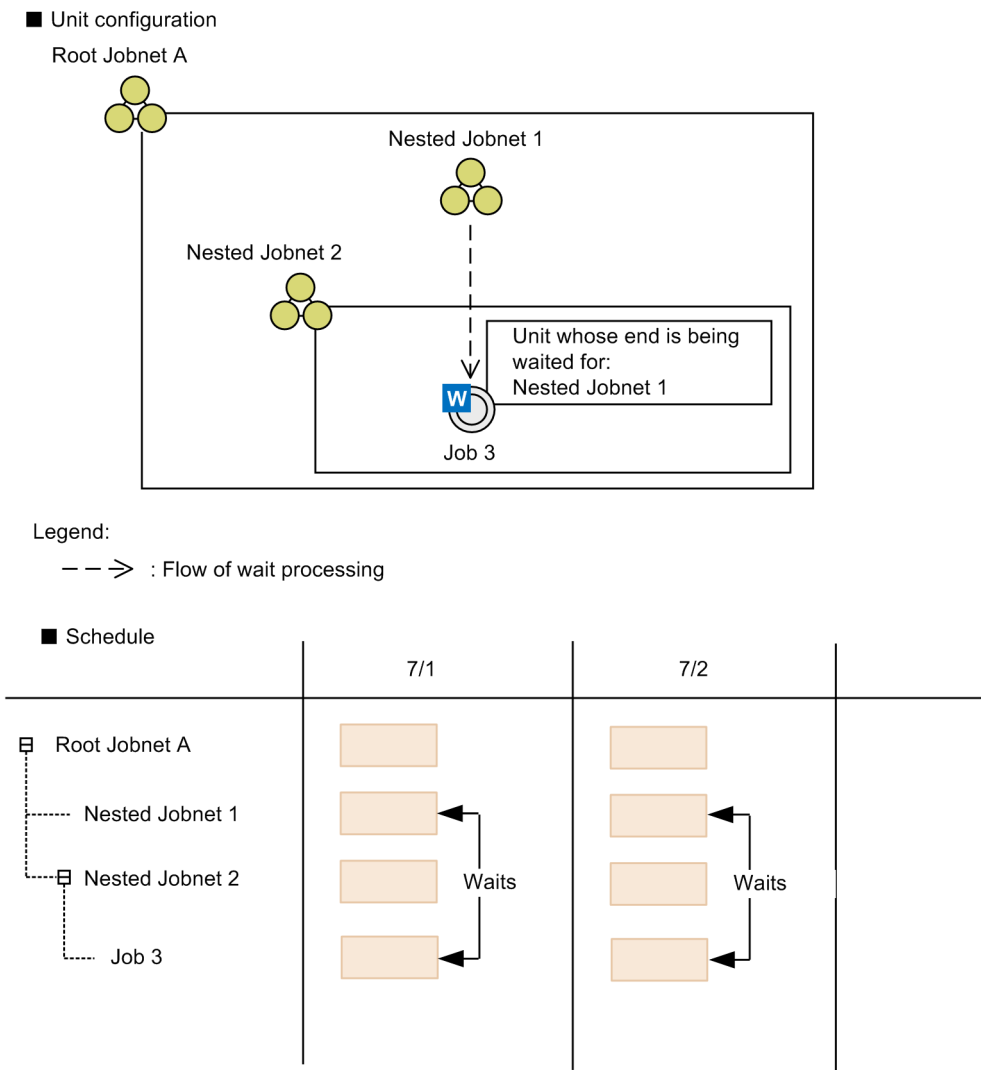 ■ Unit configuration
Root Jobnet A
Nested Jobnet 1
Nested Jobnet 2
Unit whose end is being
waited for:
Nested Jobnet 1
W
Job 3
Legend:
: Flow of wait processing
■ Schedule
7/1
7/2
Root Jobnet A
Nested Jobnet 1
Nested Jobnet 2
Waits
Waits
Job 3